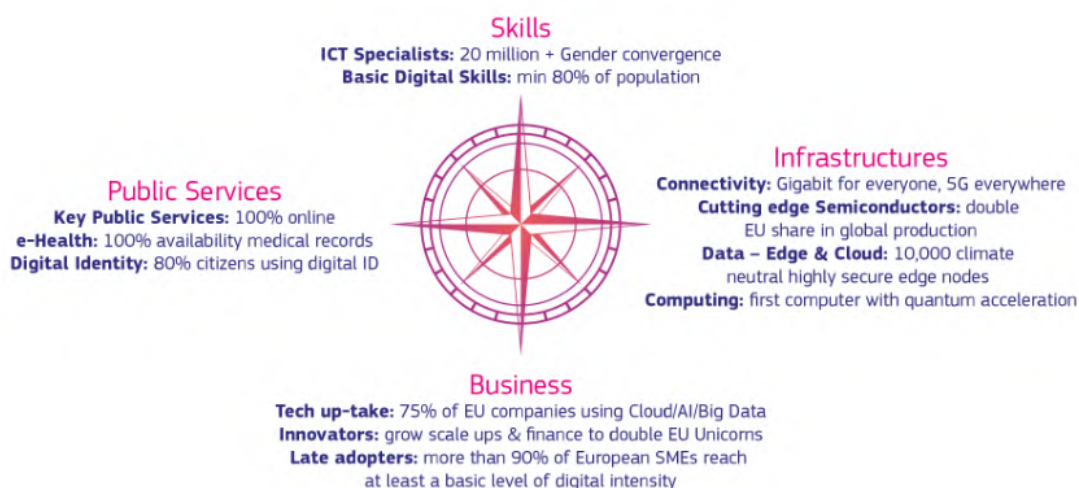 Skills
ICT Specialists: 20 million + Gender convergence
Basic Digital Skills: min 80% of population
Public Services
Key Public Services: 100% online
e-Health: 100% availability medical records
Digital Identity: 80% citizens using digital ID
Infrastructures
Connectivity: Gigabit for everyone, 5G everywhere
Cutting edge Semiconductors: double
EU share in global production
Data – Edge & Cloud: 10,000 climate
neutral highly secure edge nodes
Computing: first computer with quantum acceleration
Business
Tech up-take: 75% of EU companies using Cloud/AI/Big Data
Innovators: grow scale ups & finance to double EU Unicorns
Late adopters: more than 90% of European SMEs reach
at least a basic level of digital intensity